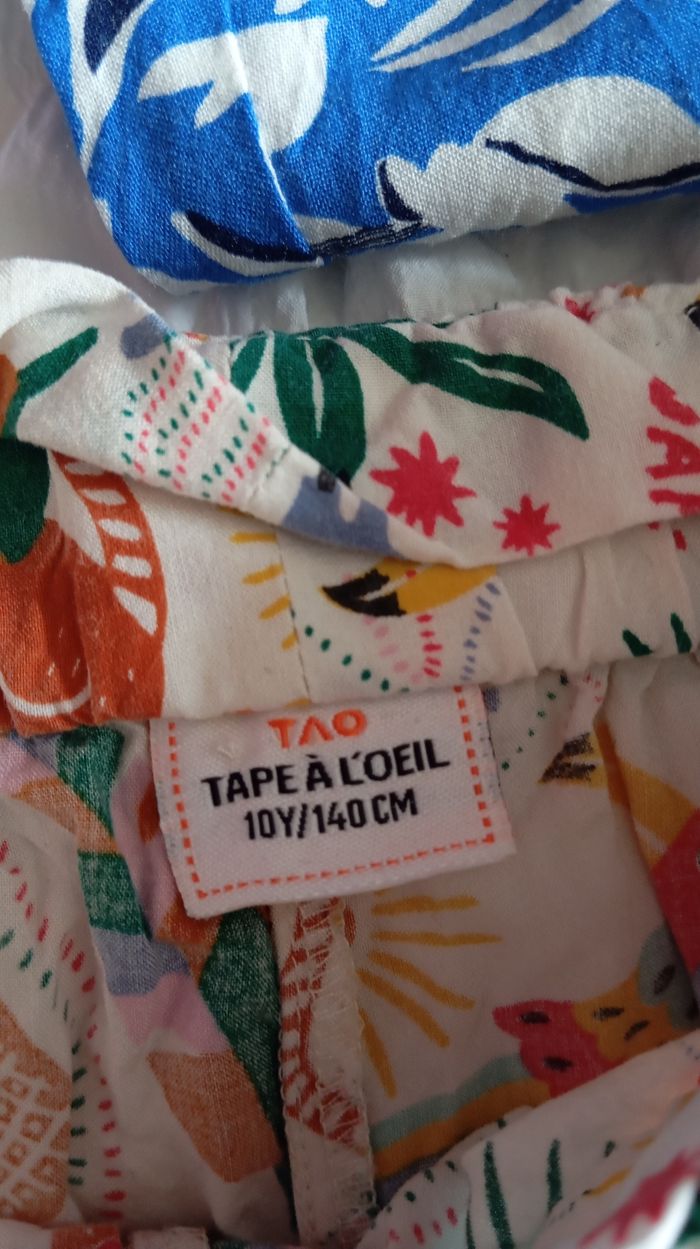 TAO
TAPE À L'OEIL
10Y/140 CM